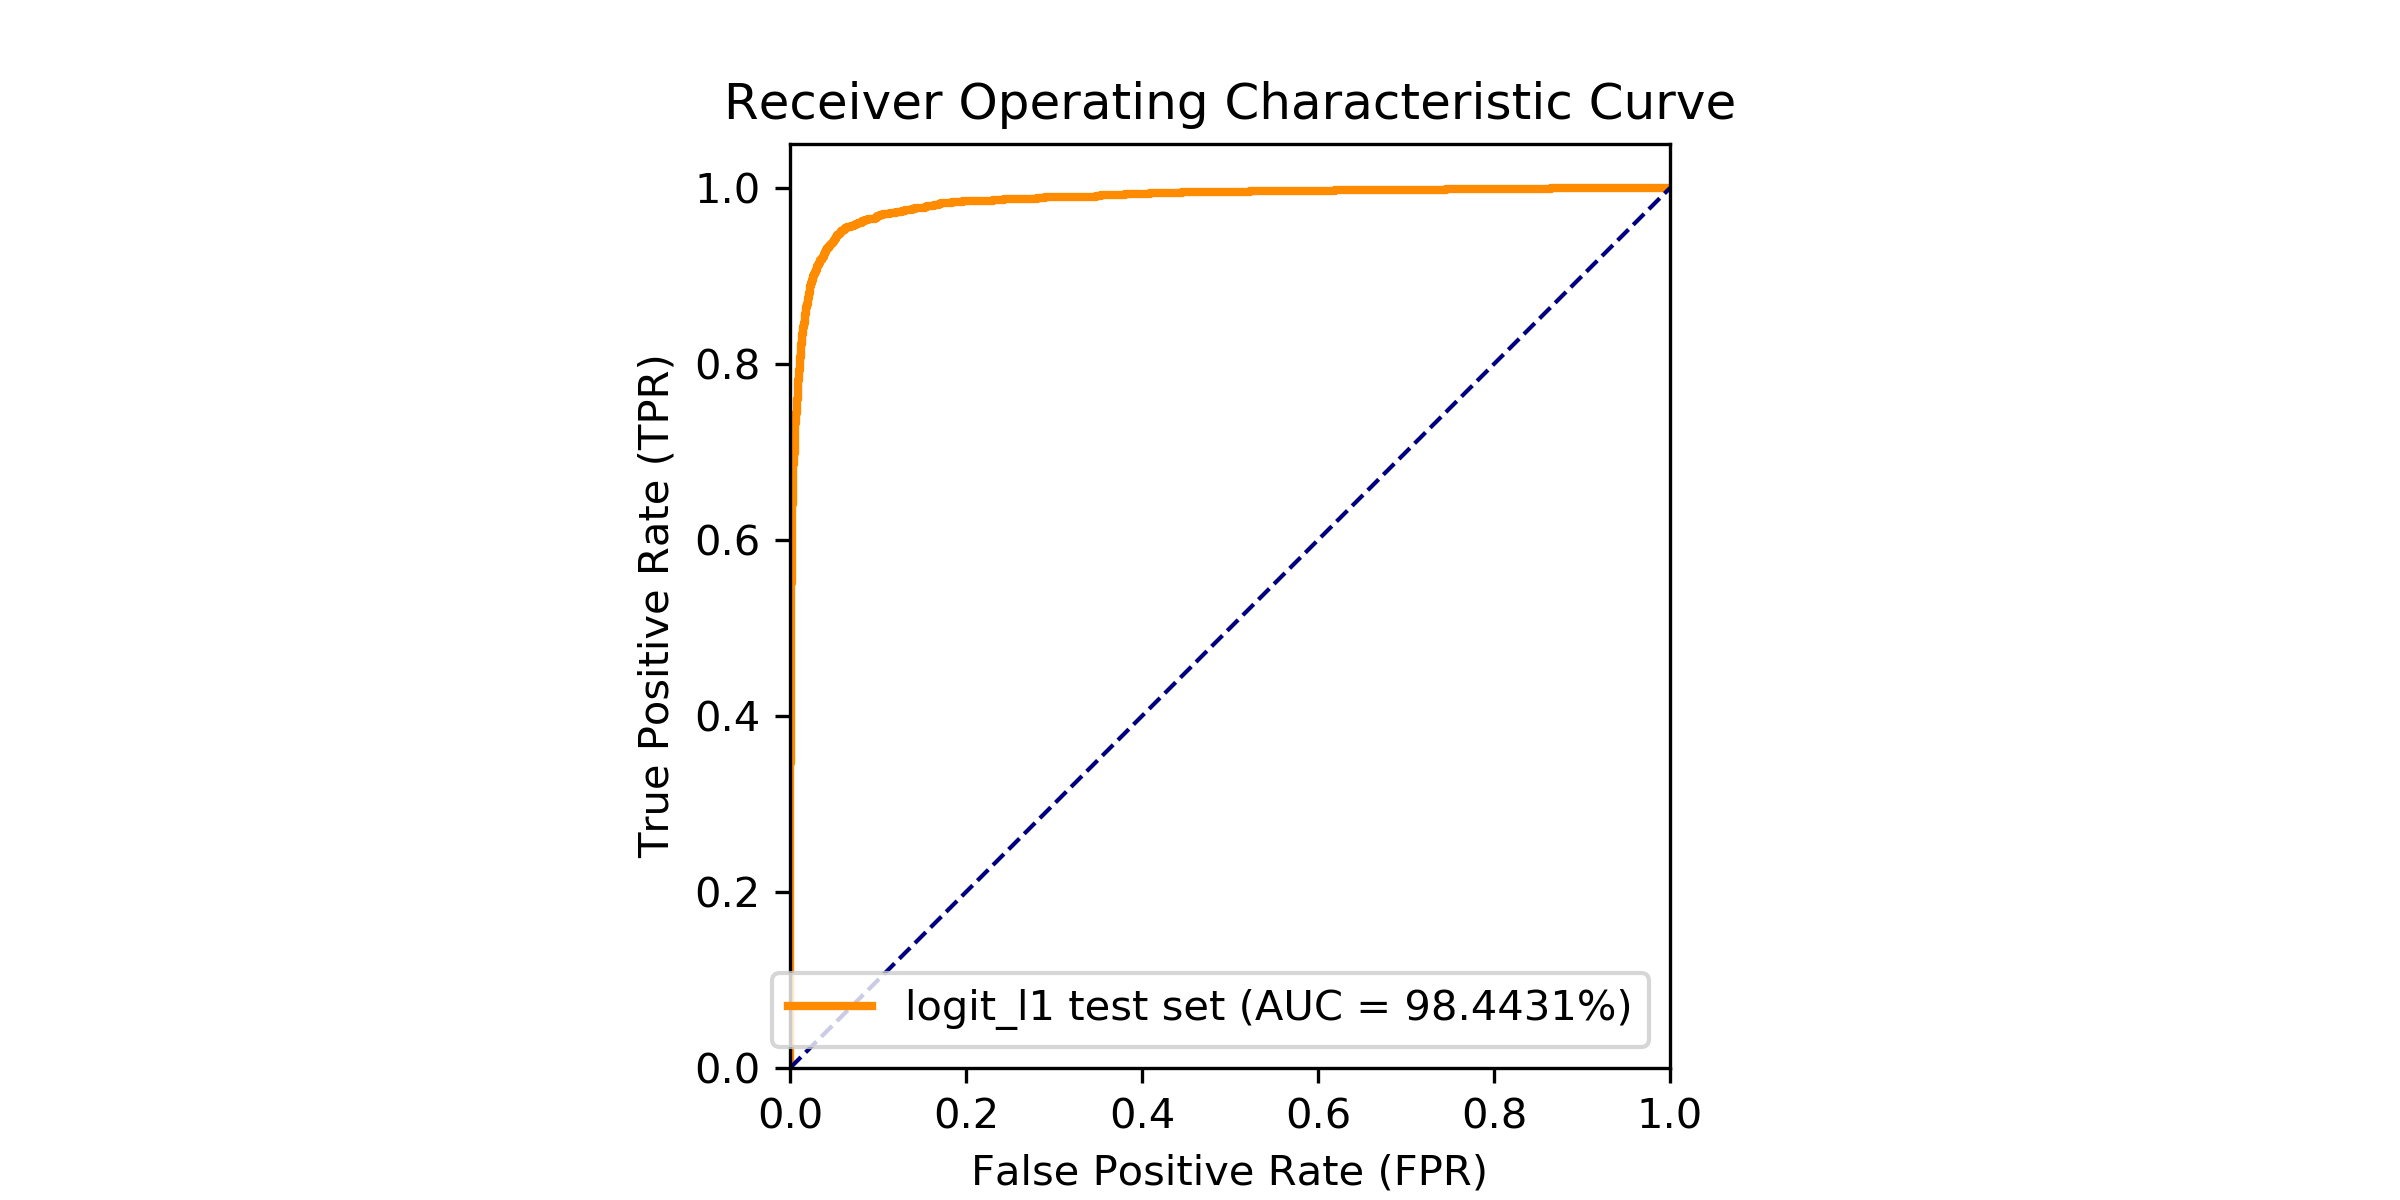 Receiver Operating Characteristic Curve
1.0
0.8
0.6
0.4
0.2
0.0
True Positive Rate (TPR)
logit_l1 test set (AUC = 98.4431%)
0.0 0.2 0.4 0.6 0.8 1.0
False Positive Rate (FPR)